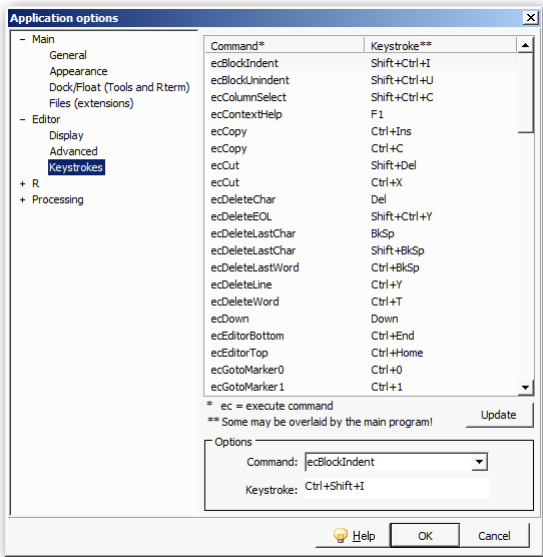 Application options
− Main
General
Appearance
Dock/Float (Tools and Rterm)
Files (extensions)
− Editor
Display
Advanced
Keystrokes
+ R
+ Processing
Command* Keystroke**
ecBlockIndent Shift+Ctrl+I
ecBlockUnindent Shift+Ctrl+U
ecColumnSelect Shift+Ctrl+C
ecContextHelp F1
ecCopy Ctrl+Ins
ecCopy Ctrl+C
ecCut Shift+Del
ecCut Ctrl+X
ecDeleteChar Del
ecDeleteEOL Shift+Ctrl+Y
ecDeleteLastChar BkSp
ecDeleteLastChar Shift+BkSp
ecDeleteLastWord Ctrl+BkSp
ecDeleteLine Ctrl+Y
ecDeleteWord Ctrl+T
ecDown Down
ecEditorBottom Ctrl+End
ecEditorTop Ctrl+Home
ecGotoMarker0 Ctrl+0
ecGotoMarker1 Ctrl+1
* ec = execute command
** Some may be overlaid by the main program!
Update
Options
Command: ecBlockIndent
Keystroke: Ctrl+Shift+I
Help OK Cancel